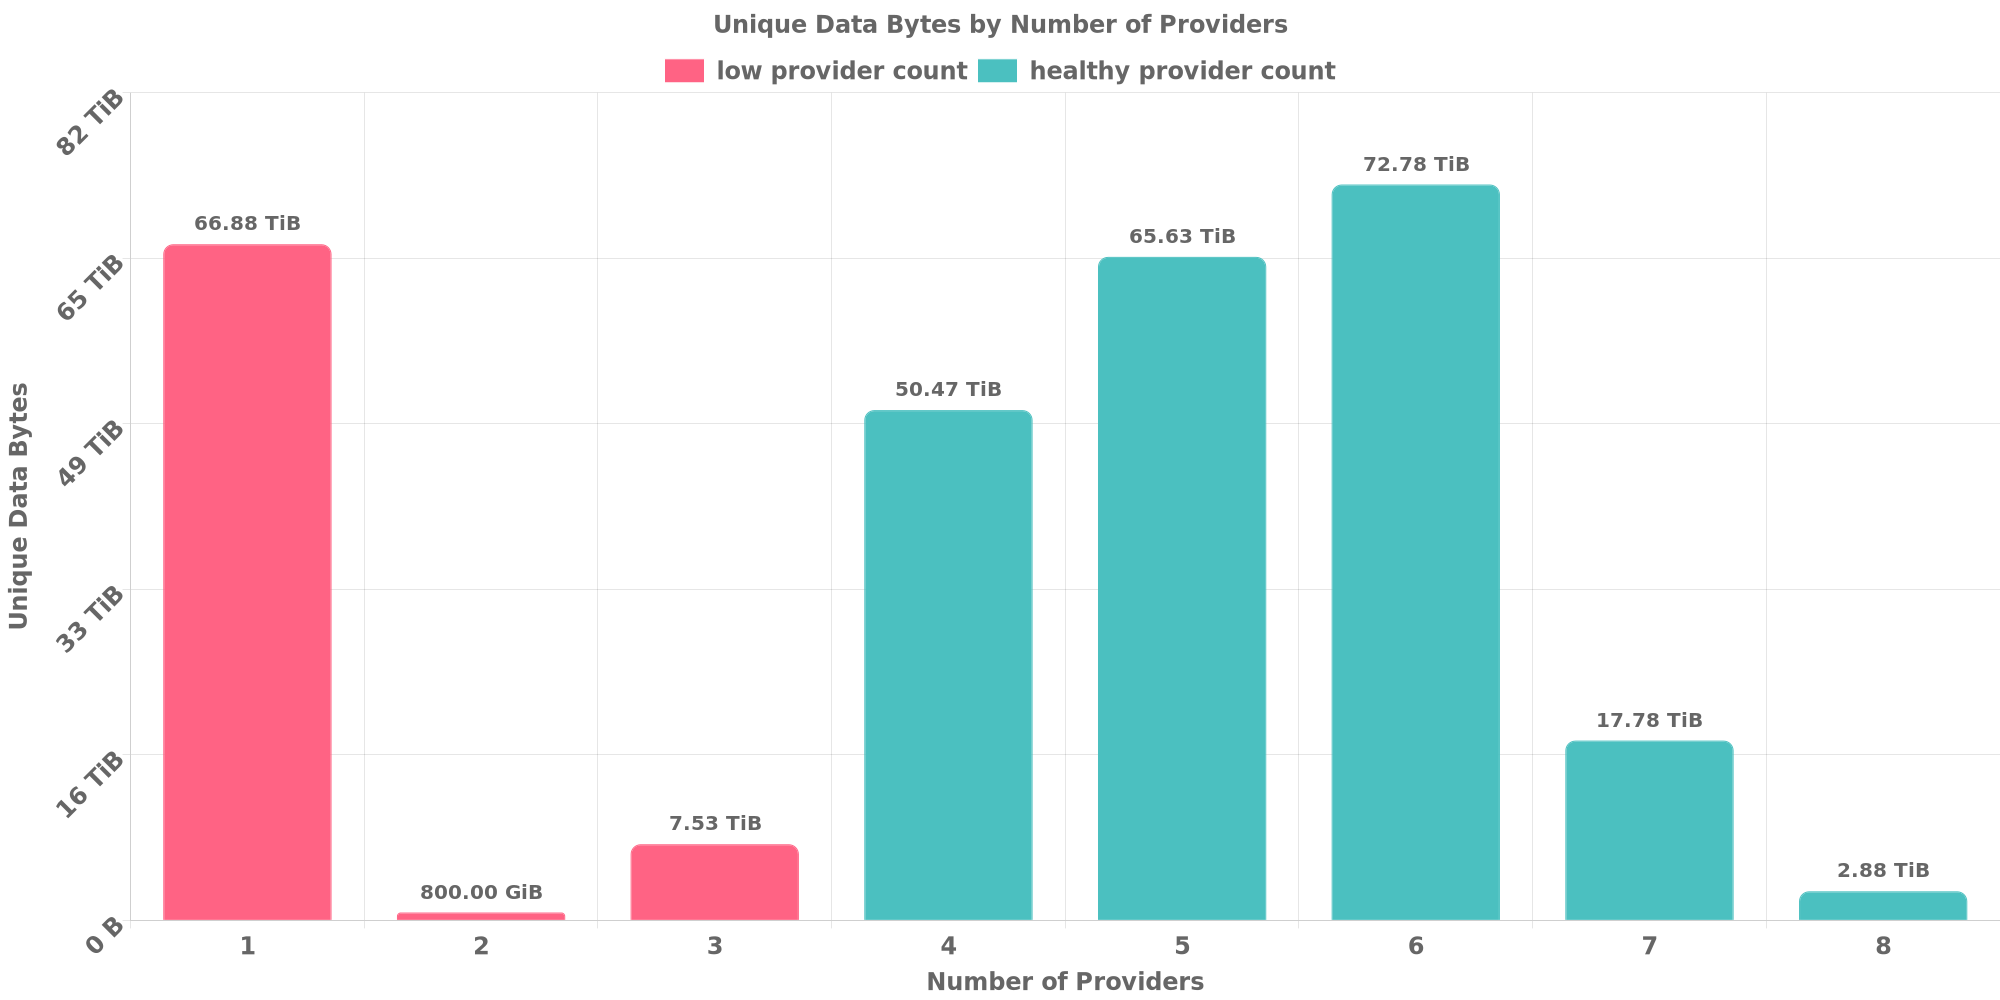 Unique Data Bytes by Number of Providers
low provider count healthy provider count
82 TiB
65 TiB
49 TiB
33 TiB
16 TiB
0 B
Unique Data Bytes
66.88 TiB
800.00 GiB
7.53 TiB
50.47 TiB
65.63 TiB
72.78 TiB
17.78 TiB
2.88 TiB
1 2 3 4 5 6 7 8
Number of Providers